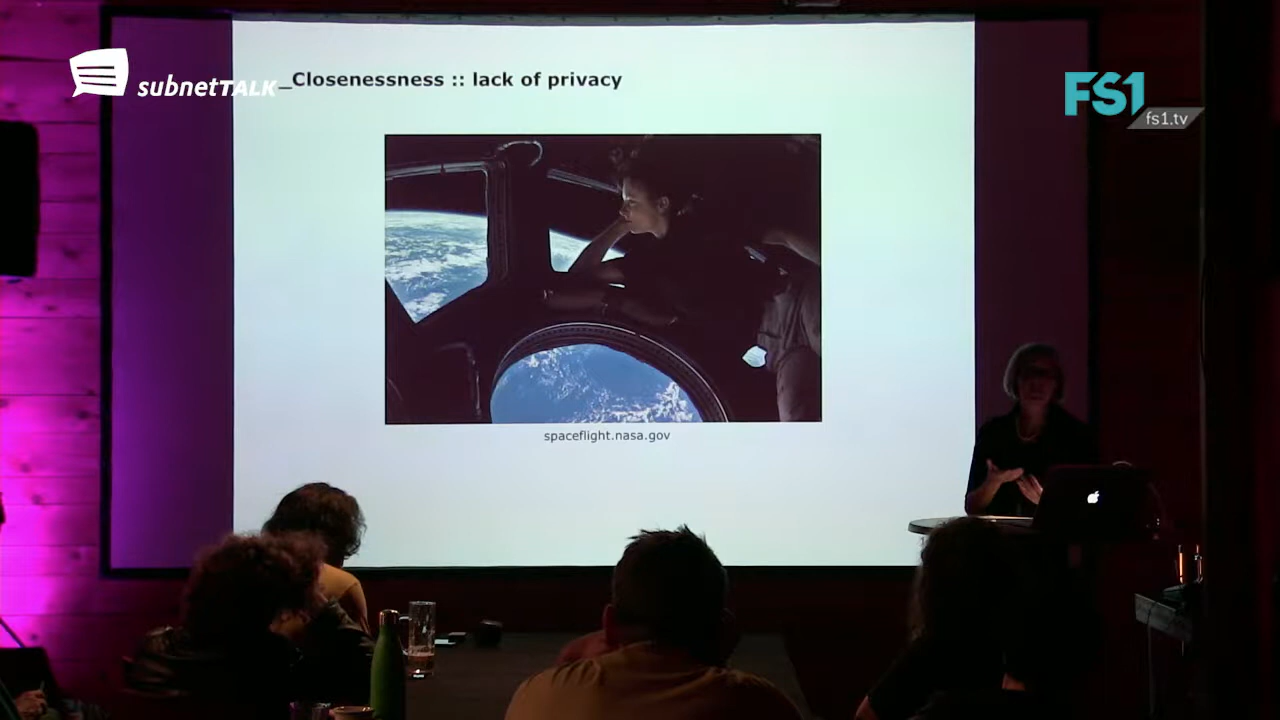 subnetTALK
_Closenessness :: lack of privacy
FS1
fs1.tv
spaceflight.nasa.gov